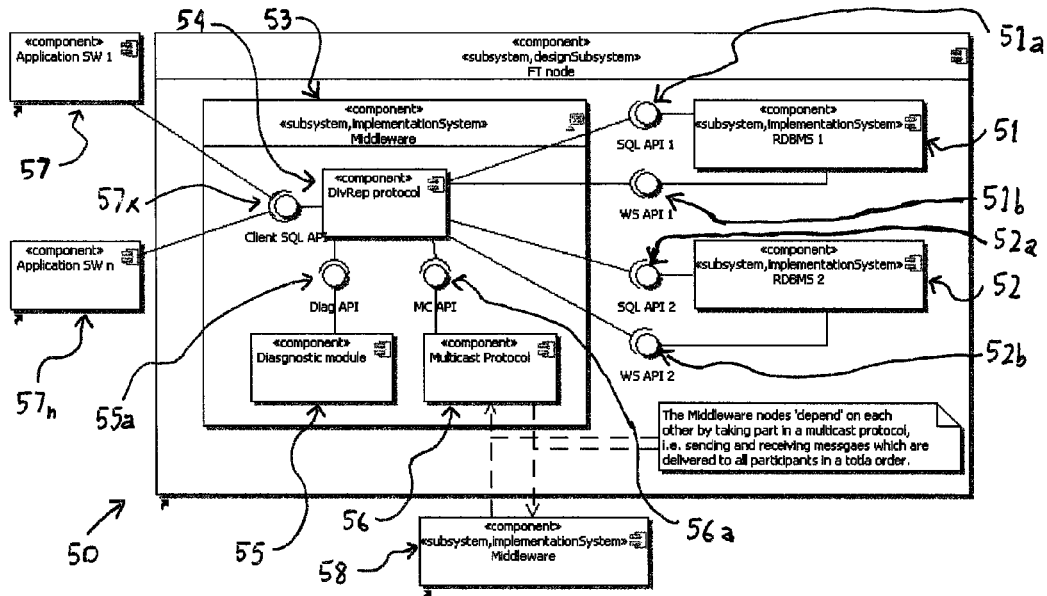 54
53
51a
«component»
Application SW 1
«component»
«subsystem,designSubsystem»
FT node
«component»
«subsystem,implementationSystem»
Middleware
SQL API 1
«component»
«subsystem,implementationSystem»
RDBMS 1
51
57
57x
«component»
DivRep protocol
WS API 1
51b
Client SQL API
52a
«component»
Application SW n
Diag API
MC API
SQL API 2
«component»
«subsystem,implementationSystem»
RDBMS 2
52
57n
55a
«component»
Diasgnostic module
«component»
Multicast Protocol
WS API 2
52b
The Middleware nodes 'depend' on each
other by taking part in a multicast protocol,
i.e. sending and receiving messgaes which are
delivered to all participants in a totla order.
50
55
56
56a
58
«component»
«subsystem,implementationSystem»
Middleware